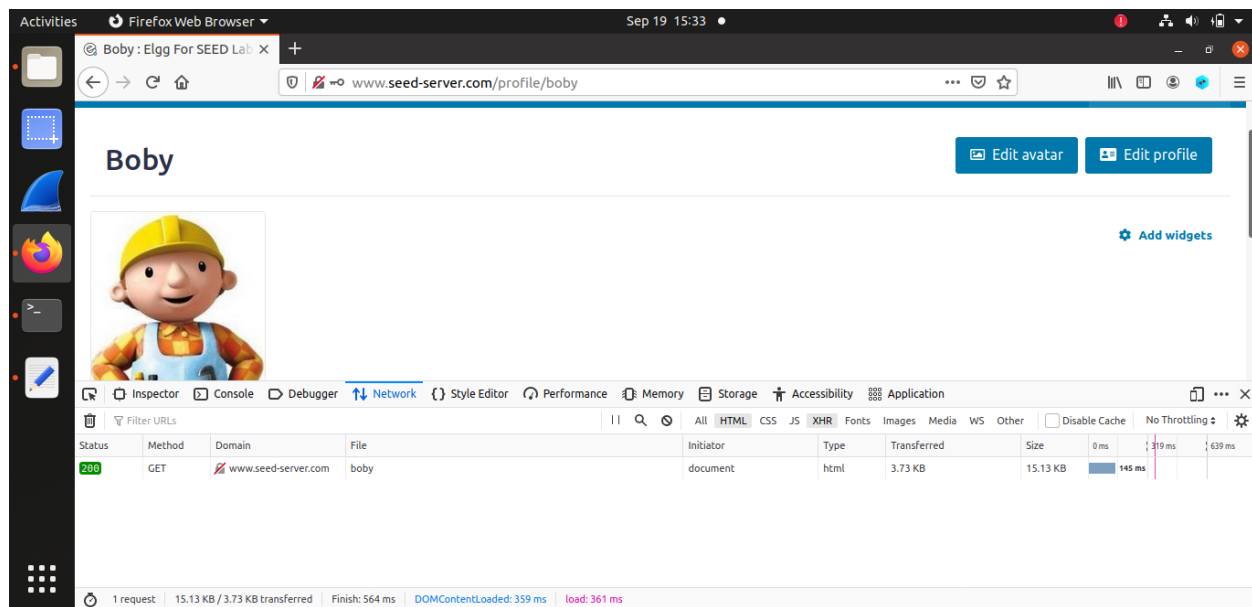 Activities Firefox Web Browser Sep 19 15:33
Boby : Elgg For SEED Lab
www.seed-server.com/profile/boby
Boby Edit avatar Edit profile
Add widgets
Inspector Console Debugger Network Style Editor Performance Memory Storage Accessibility Application
Filter URLs All HTML CSS JS XHR Fonts Images Media WS Other Disable Cache No Throttling
Status Method Domain File Initiator Type Transferred Size 0 ms 319 ms 639 ms
200 GET www.seed-server.com boby document html 3.73 KB 15.13 KB 145 ms
1 request 15.13 KB / 3.73 KB transferred Finish: 564 ms DOMContentLoaded: 359 ms load: 361 ms